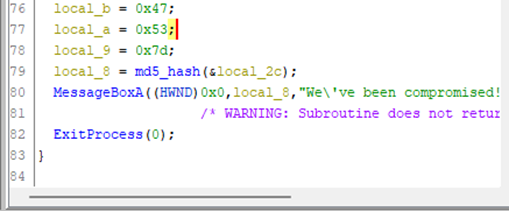 76 local_b = 0x47;
77 local_a = 0x53;
78 local_9 = 0x7d;
79 local_8 = md5_hash(&local_2c);
80 MessageBoxA((HWND)0x0,local_8,"We\'ve been compromised!
81 /* WARNING: Subroutine does not retur
82 ExitProcess(0);
83 }
84